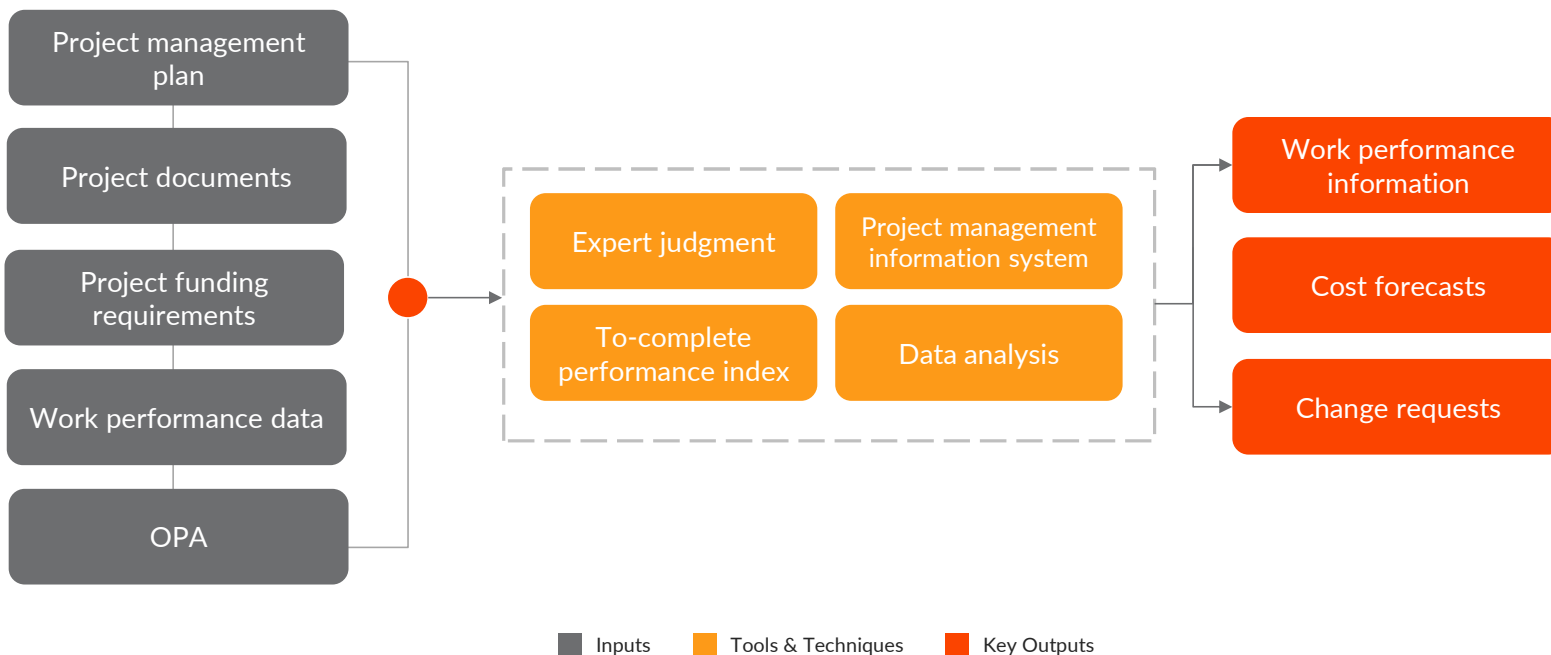 Project management
plan
Project documents
Project funding
requirements
Work performance data
OPA
Expert judgment
Project management
information system
To-complete
performance index
Data analysis
Work performance
information
Cost forecasts
Change requests
Inputs
Tools & Techniques
Key Outputs